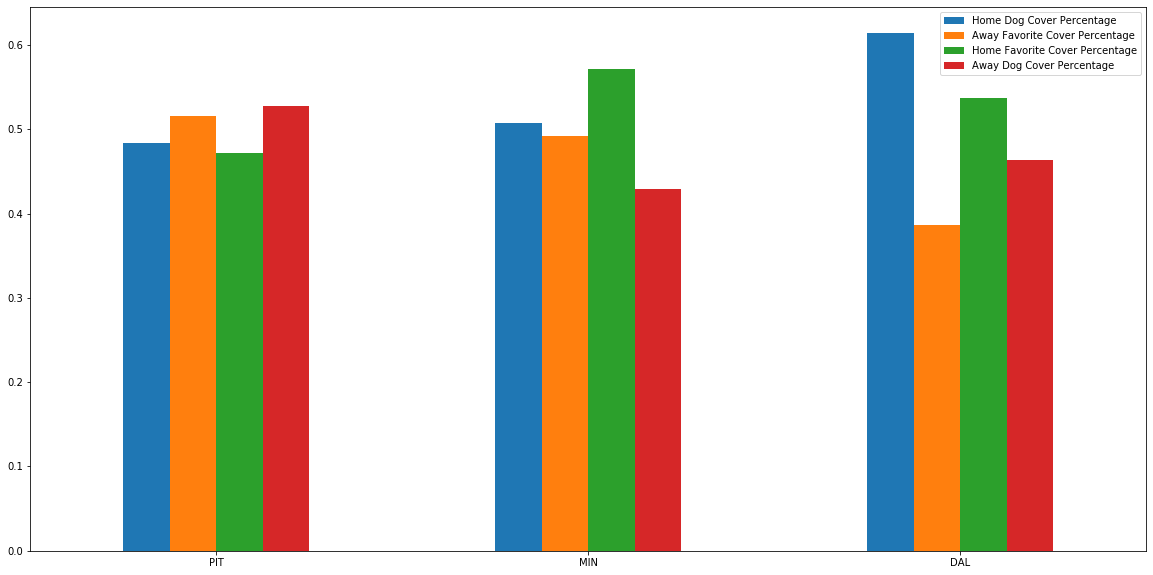 Home Dog Cover Percentage
Away Favorite Cover Percentage
Home Favorite Cover Percentage
Away Dog Cover Percentage
0.6
0.5
0.4
0.3
0.2
0.1
0.0
PIT MIN DAL